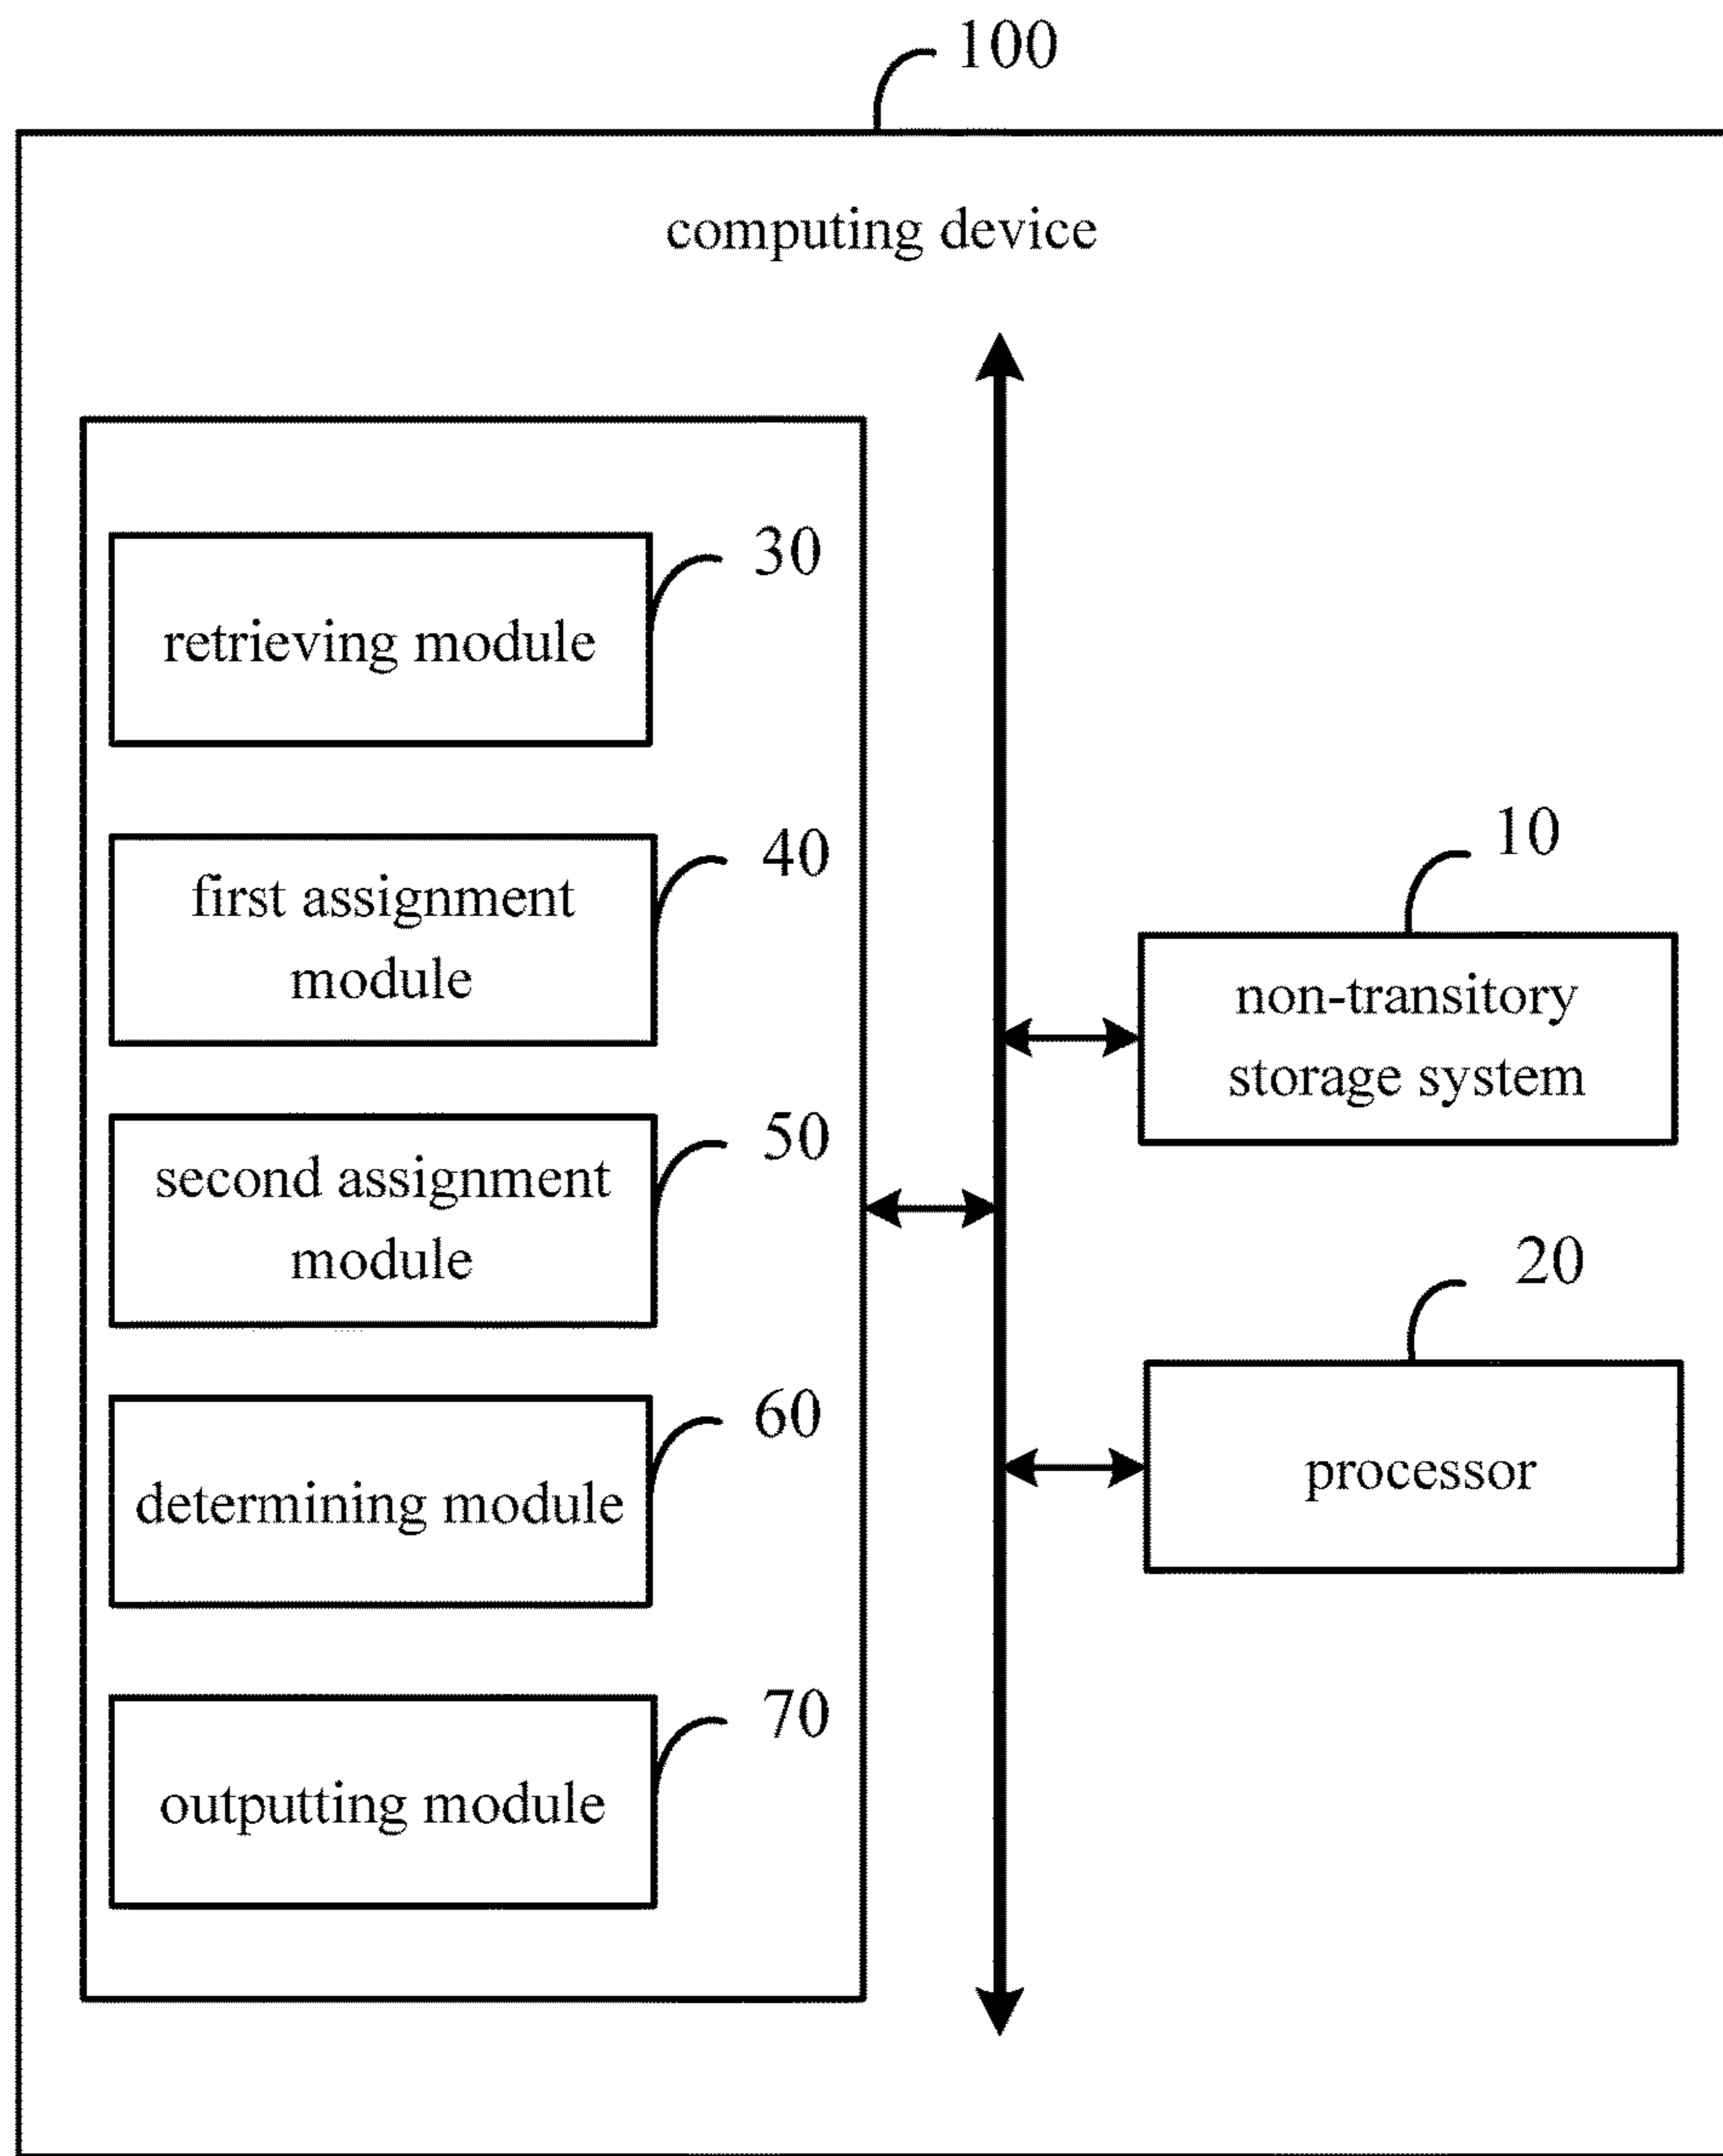 100
computing device
30
retrieving module
40
first assignment
module
50
second assignment
module
60
determining module
70
outputting module
10
non-transitory
storage system
20
processor